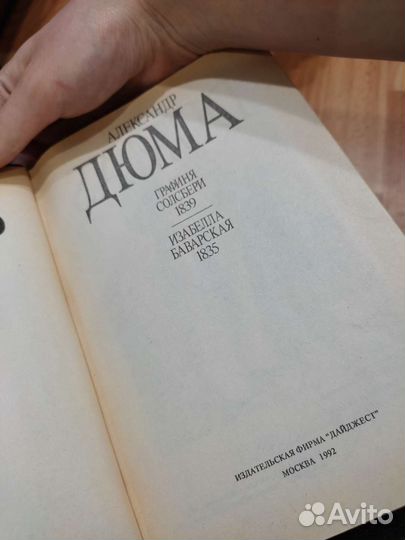 АЛЕКСАНДР
ДЮМА
ГРАФИНЯ
СОЛСБЕРИ
1839
ИЗАБЕЛЛА
БАВАРСКАЯ
1835
ИЗДАТЕЛЬСКАЯ ФИРМА "ДАЙДЖЕСТ"
МОСКВА 1992
Avito